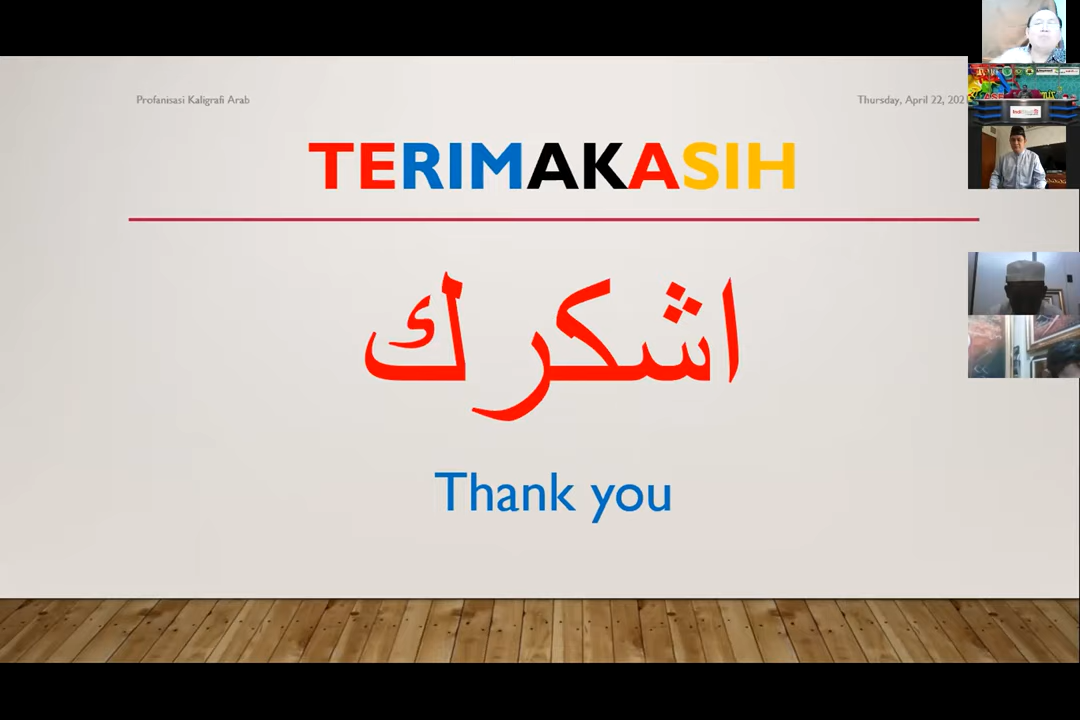 Profanisasi Kaligrafi Arab
Thursday, April 22, 202
TERIMAKASIH
اشكرك
Thank you